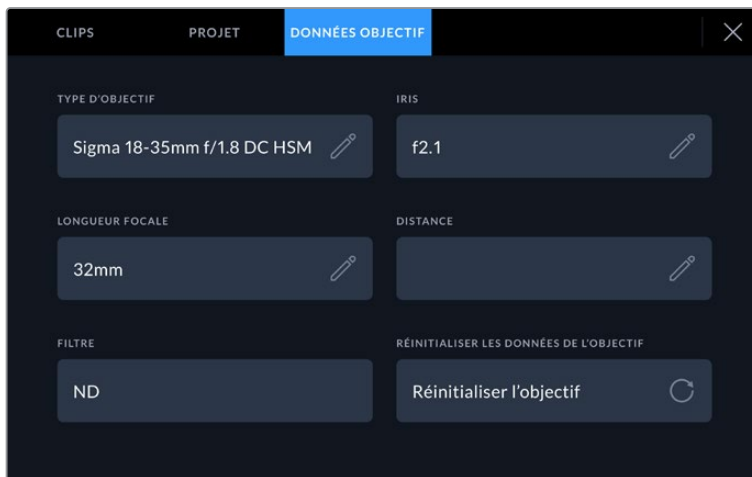 CLIPS PROJET DONNÉES OBJECTIF
TYPE D'OBJECTIF IRIS
Sigma 18-35mm f/1.8 DC HSM f2.1
LONGUEUR FOCALE DISTANCE
32mm
FILTRE RÉINITIALISER LES DONNÉES DE L'OBJECTIF
ND Réinitialiser l'objectif